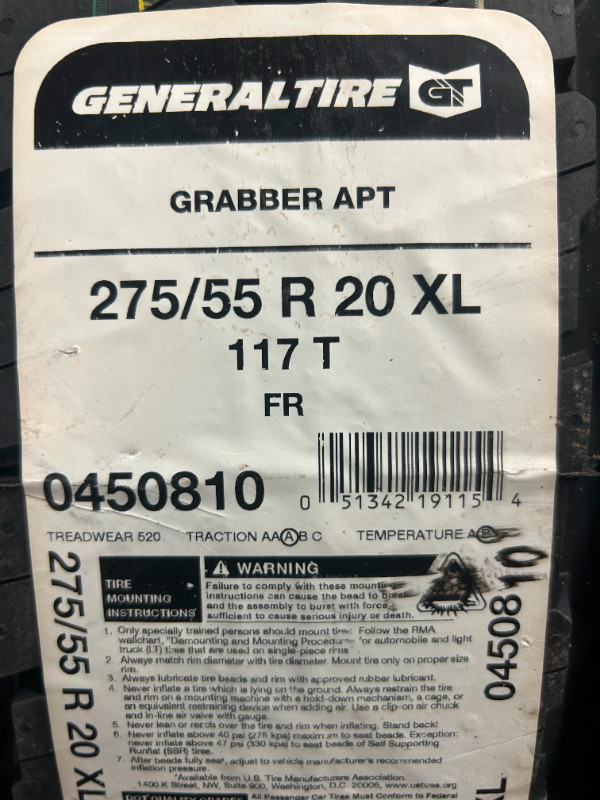 GENERAL TIRE GT
GRABBER APT
275/55 R 20 XL
117 T
FR
0450810
0 51342 19115 4
TREADWEAR 520 TRACTION AA A B C TEMPERATURE A B
275/55 R 20 XL
0450810
TIRE
MOUNTING
INSTRUCTIONS
WARNING
Failure to comply with these mounting
instructions can cause the bead to break
and the assembly to burst with force
sufficient to cause serious injury or death.
1. Only specially trained persons should mount tires. Follow the RMA
wallchart, "Demounting and Mounting Procedures for automobile and light
truck (LT) tires that are used on single-piece rims
2. Always match rim diameter with tire diameter. Mount tire only on proper size
rim.
3. Always lubricate tire beads and rim with approved rubber lubricant.
4. Never inflate a tire which is lying on the ground. Always restrain the tire
and rim on a mounting machine with a hold-down mechanism, a cage, or
an equivalent restraining device when adding air. Use a clip-on air chuck
and in-line air valve with gauge.
5. Never lean or reach over the tire and rim when inflating. Stand back!
6. Never inflate above 40 psi (276 kpa) maximum to seat beads. Exception:
never inflate above 47 psi (330 kpa) to seat beads of Self Supporting
Runflat (SSR) tires.
7. After beads fully seat, adjust to vehicle manufacturer's recommended
inflation pressure.
*Available from U.S. Tire Manufacturers Association.
1400 K Street, N.W., Suite 900, Washington, D.C 20005, www.ustires.org
DOT QUALITY GRADES All Passenger Car Tires Must Conform to Federal